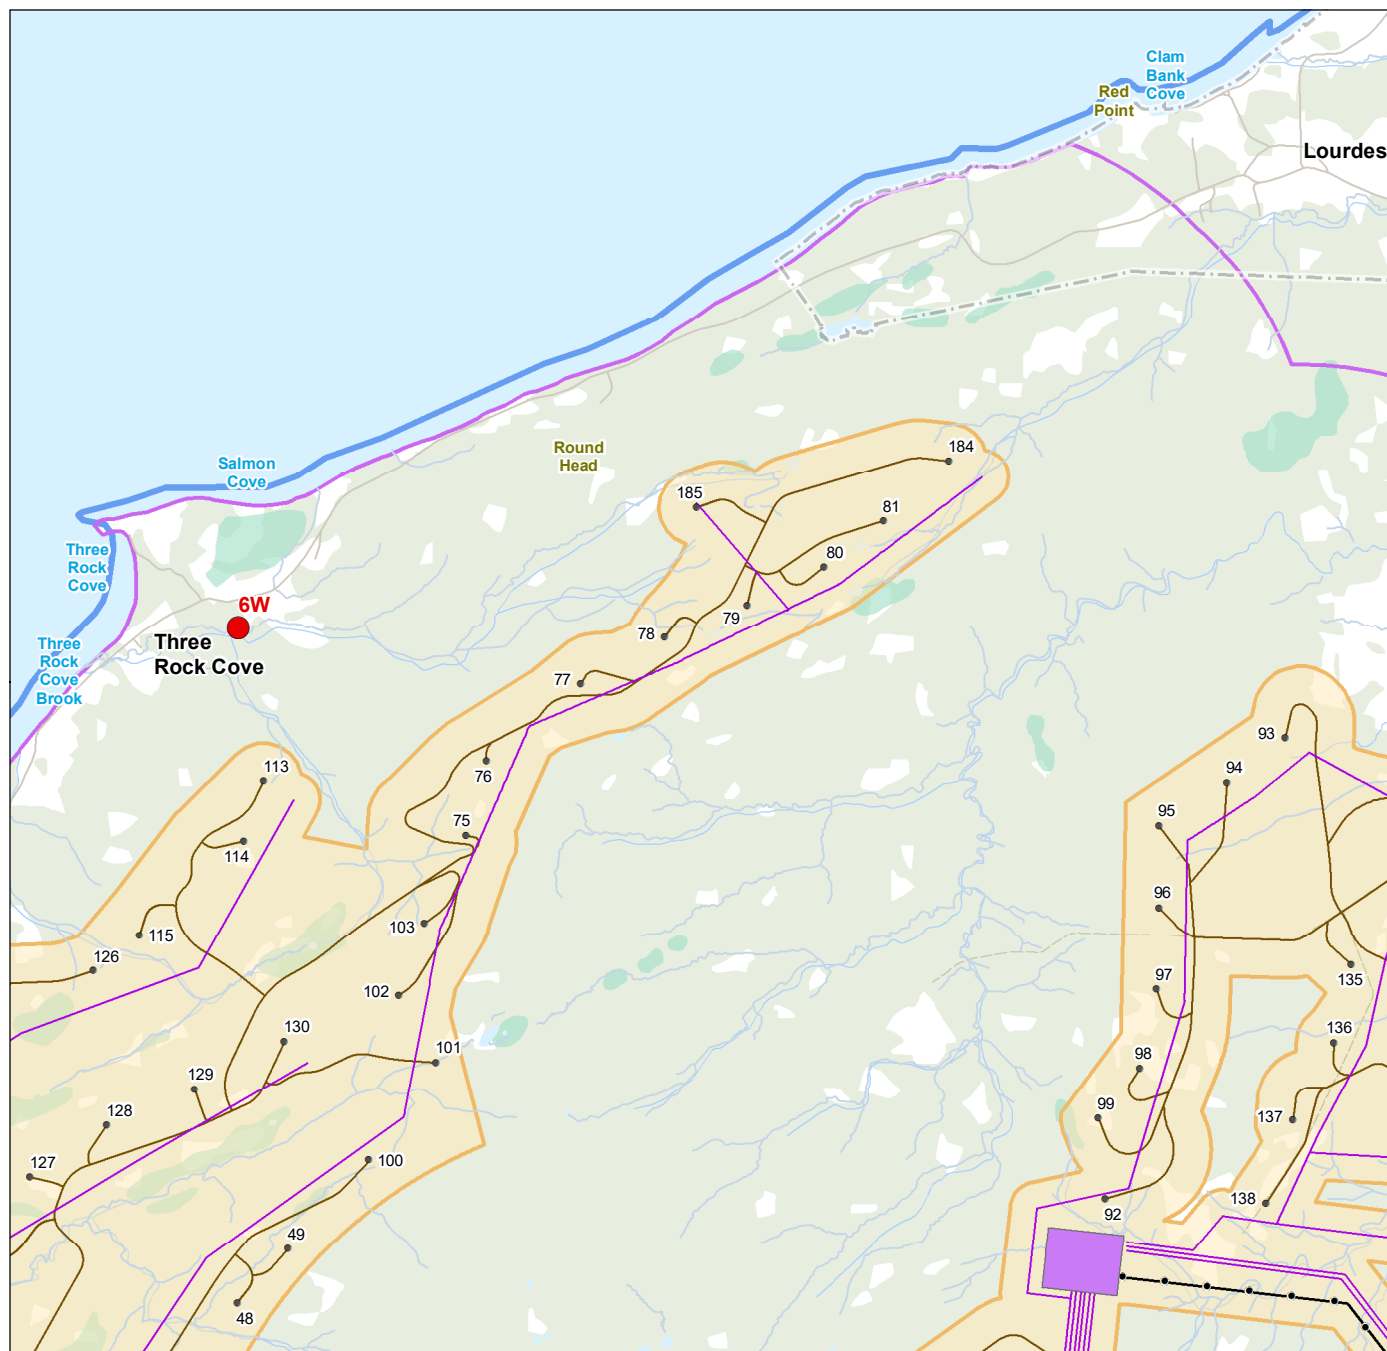 Clam
Bank
Cove
Red
Point
Lourdes
Round
Head
184
Salmon
Cove
185
81
Three
Rock
Cove
80
6W
79
78
Three
Rock Cove
Three
Rock
Cove
Brook
77
93
76
113
94
75
95
114
96
103
115
126
135
97
102
130
136
101
98
129
99
128
137
100
127
138
92
49
48